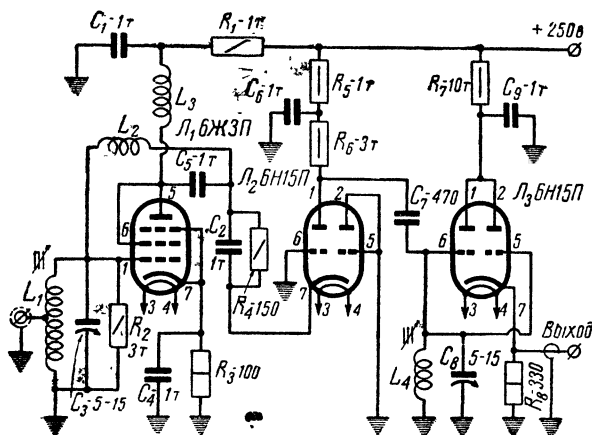 C₁-1т
R₁-1т
+250в
L₃
C₆-1т
R₅-1т
R₇-10т
C₉-1т
L₂
Л₁ 6Ж3П
R₆-3т
C₅-1т
Л₂ 6Н15П
Л₃ 6Н15П
5
1
2
C₇-470
1
2
6
1
7
C₂
1т
R₄150
6
5
6
5
L₁
3
4
7
3
4
3
4
7
R₂
3т
C₃-5-15
C₄-1т
R₃-100
L₄
C₈ 5-15
R₈-330
Выход